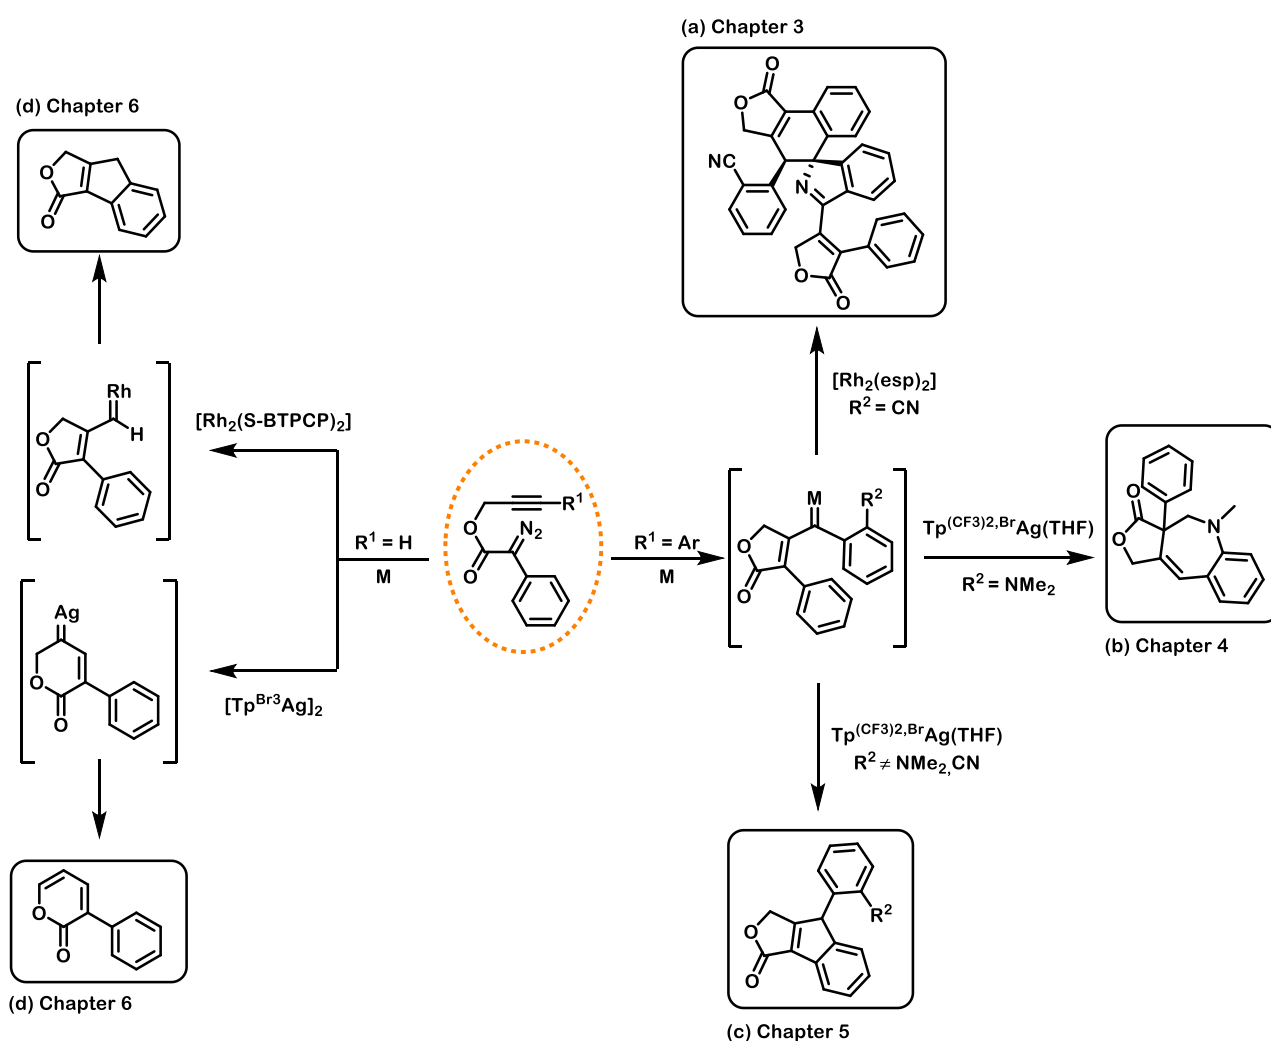 (a) Chapter 3
O
O
NC
N
O
O
[Rh2(esp)2]
R2 = CN
(d) Chapter 6
O
O
Rh
H
O
O
[Rh2(S-BTPCP)2]
R1 = H
M
R1
O
N2
O
R1 = Ar
M
M
R2
O
O
Tp(CF3)2,BrAg(THF)
R2 = NMe2
O
N
O
(b) Chapter 4
Ag
O
O
[TpBr3Ag]2
Tp(CF3)2,BrAg(THF)
R2 ≠ NMe2,CN
O
O
(d) Chapter 6
R2
O
O
(c) Chapter 5